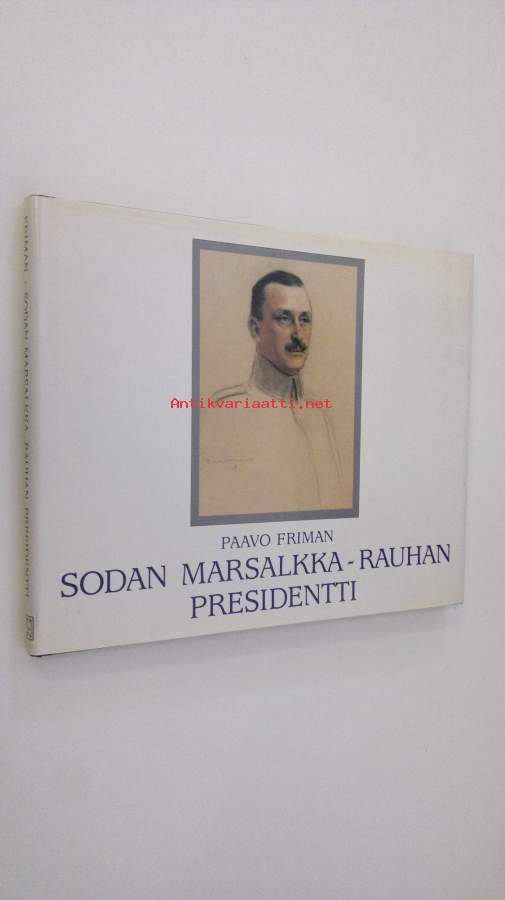 FRIMAN · SODAN MARSALKKA-RAUHAN PRESIDENTTI
Antikvariaatti.net
PAAVO FRIMAN
SODAN MARSALKKA-RAUHAN
PRESIDENTTI